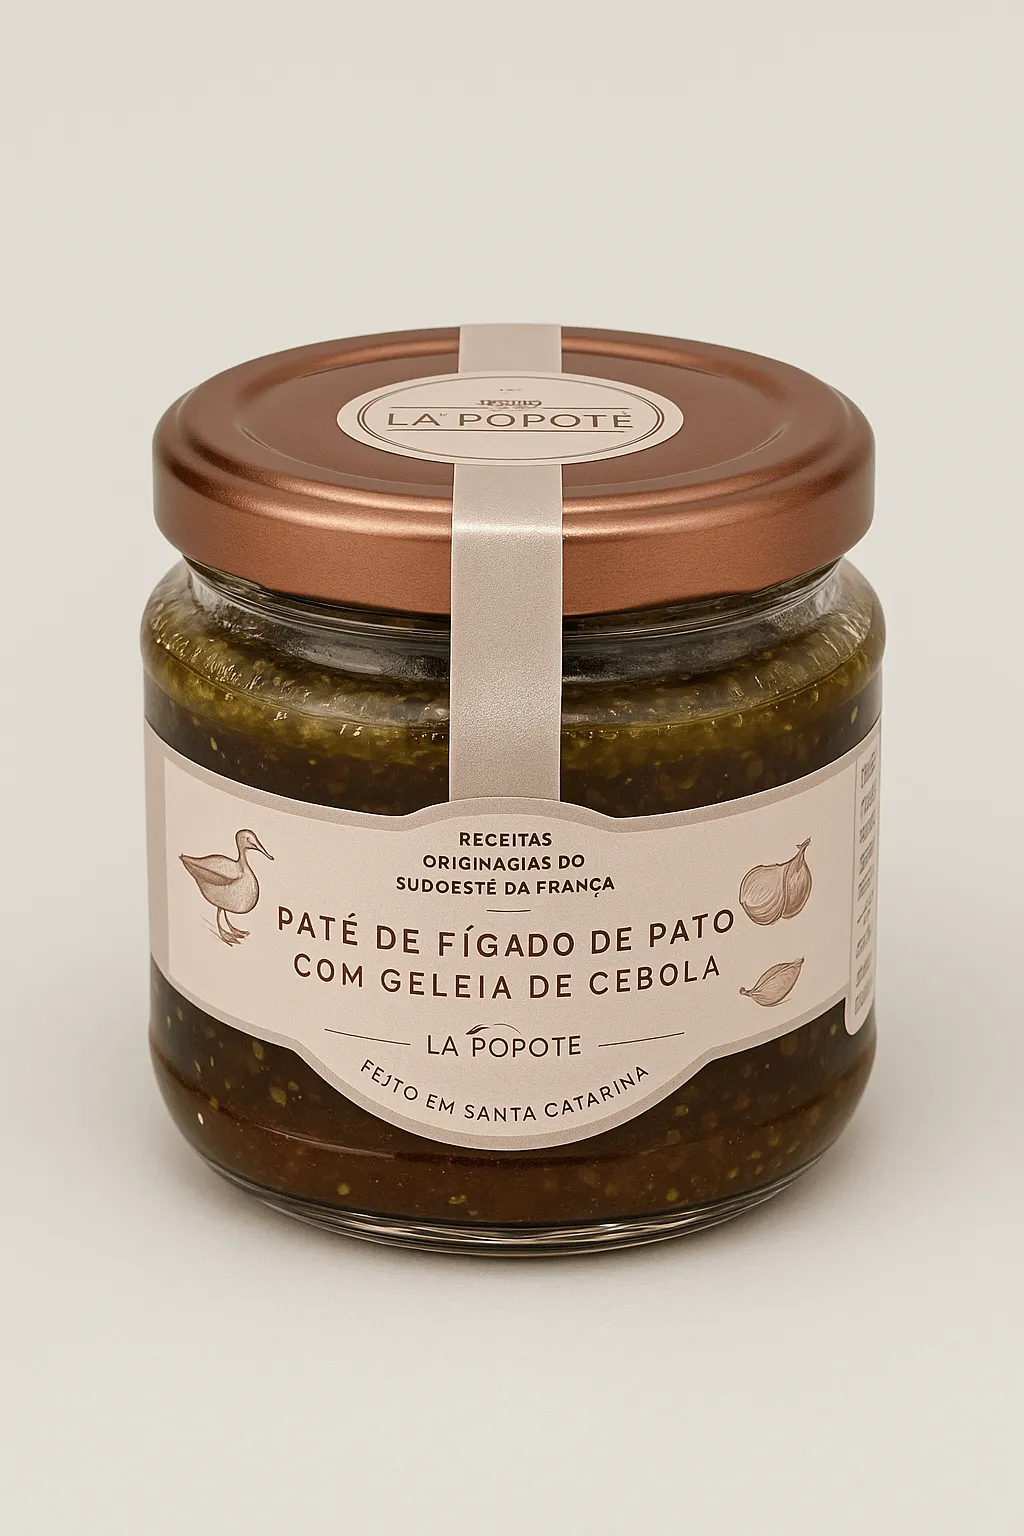 LA POPOTE
RECEITAS
ORIGINAGIAS DO
SUDOESTÉ DA FRANÇA
PATÉ DE FÍGADO DE PATO
COM GELEIA DE CEBOLA
LA POPOTE
FEJTO EM SANTA CATARINA